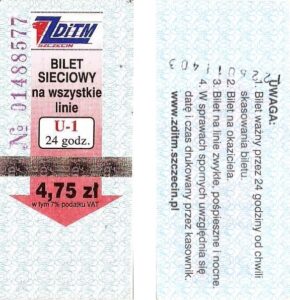 ZDiTM
SZCZECIN
BILET
SIECIOWY
na wszystkie
linie
U-1
24 godz.
4,75 zł
w tym 7% podatku VAT
№ 01488577
UWAGA:
1. Bilet ważny przez 24 godziny od chwili
skasowania biletu.
2. Bilet na okaziciela.
3. Bilet na linie zwykłe, pospieszne i nocne.
4. W sprawach spornych uwzględnia się
datę i czas drukowany przez kasownik.
www.zditm.szczecin.pl